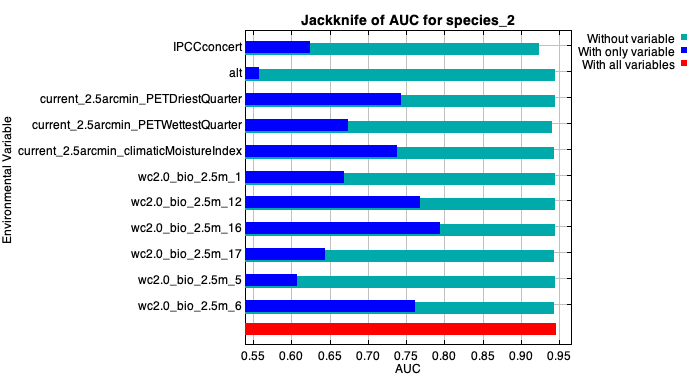 Jackknife of AUC for species_2
Without variable
With only variable
With all variables
Environmental Variable
IPCCconcert
alt
current_2.5arcmin_PETDriestQuarter
current_2.5arcmin_PETWettestQuarter
current_2.5arcmin_climaticMoistureIndex
wc2.0_bio_2.5m_1
wc2.0_bio_2.5m_12
wc2.0_bio_2.5m_16
wc2.0_bio_2.5m_17
wc2.0_bio_2.5m_5
wc2.0_bio_2.5m_6
0.55 0.60 0.65 0.70 0.75 0.80 0.85 0.90 0.95
AUC